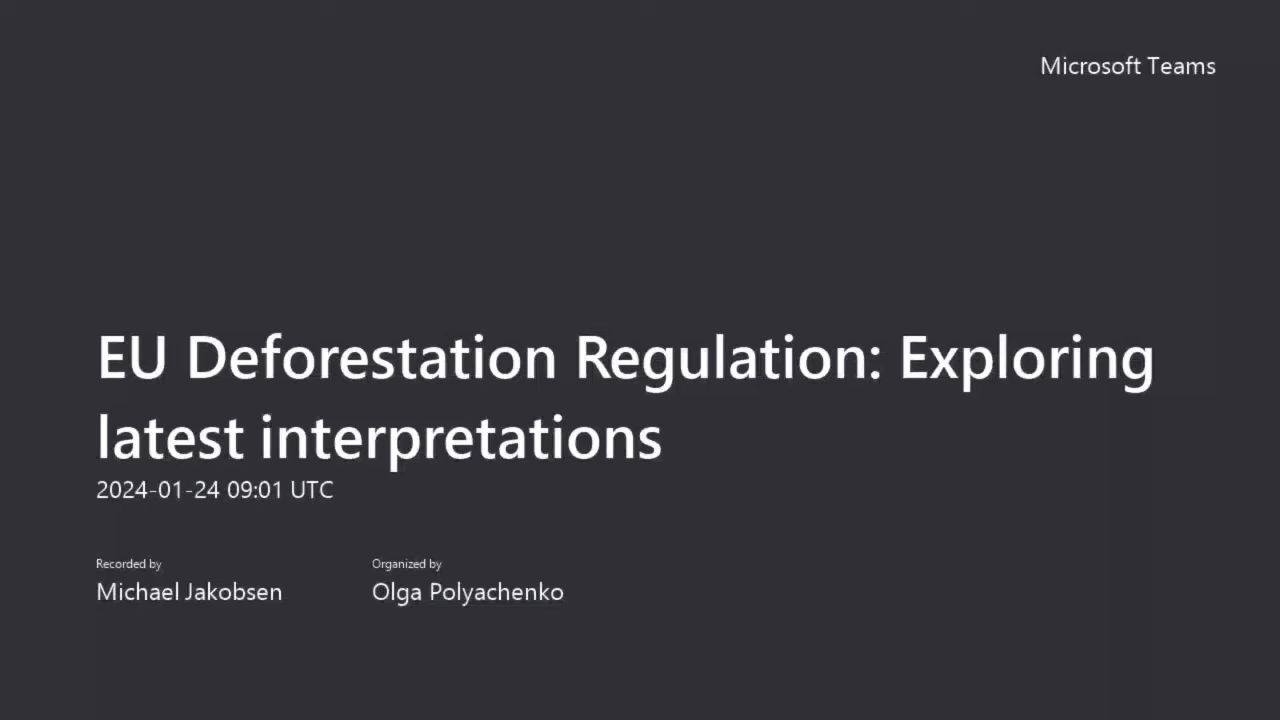 Microsoft Teams
EU Deforestation Regulation: Exploring
latest interpretations
2024-01-24 09:01 UTC
Recorded by
Michael Jakobsen
Organized by
Olga Polyachenko